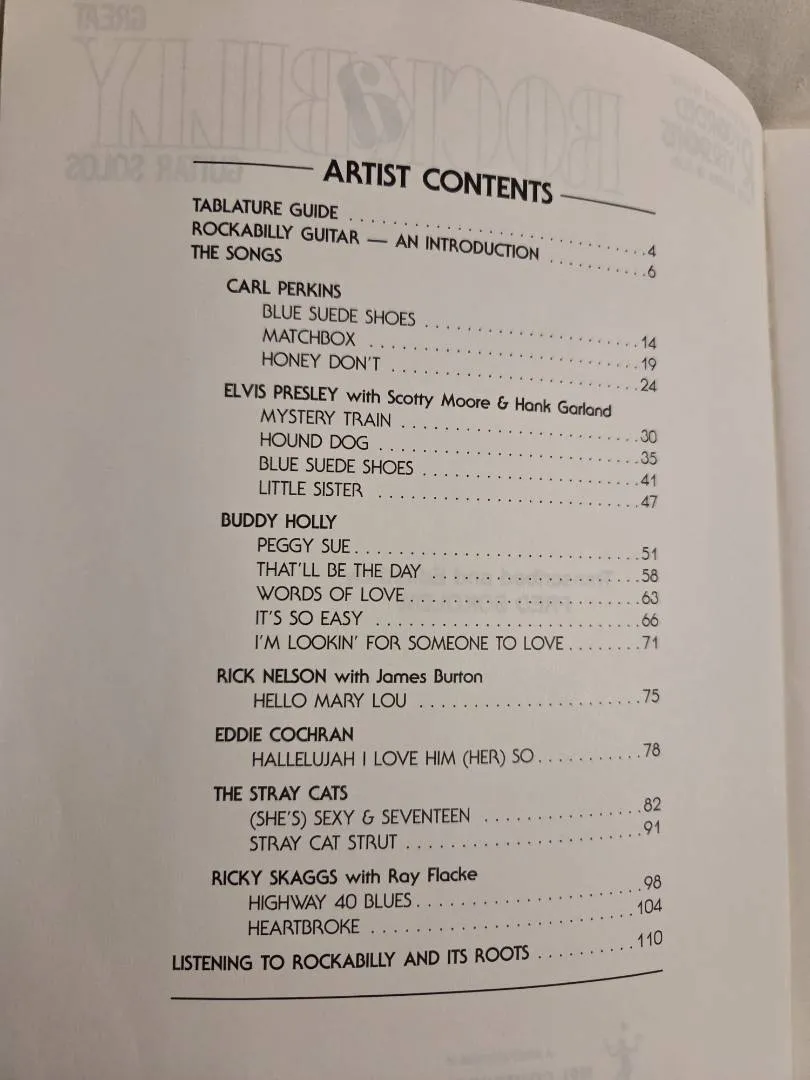 ARTIST CONTENTS
TABLATURE GUIDE . . . . . . . . . . . . . . . . . . . . . . . . . . . . . . 4
ROCKABILLY GUITAR — AN INTRODUCTION . . . . . . . . . . 6
THE SONGS
CARL PERKINS
BLUE SUEDE SHOES . . . . . . . . . . . . . . . . . . . . . . 14
MATCHBOX . . . . . . . . . . . . . . . . . . . . . . . . . . . . 19
HONEY DON'T . . . . . . . . . . . . . . . . . . . . . . . . . . 24
ELVIS PRESLEY with Scotty Moore & Hank Garland
MYSTERY TRAIN . . . . . . . . . . . . . . . . . . . . . . . . . 30
HOUND DOG . . . . . . . . . . . . . . . . . . . . . . . . . . . 35
BLUE SUEDE SHOES . . . . . . . . . . . . . . . . . . . . . . 41
LITTLE SISTER . . . . . . . . . . . . . . . . . . . . . . . . . . 47
BUDDY HOLLY
PEGGY SUE . . . . . . . . . . . . . . . . . . . . . . . . . . . . 51
THAT'LL BE THE DAY . . . . . . . . . . . . . . . . . . . . . 58
WORDS OF LOVE . . . . . . . . . . . . . . . . . . . . . . . . 63
IT'S SO EASY . . . . . . . . . . . . . . . . . . . . . . . . . . 66
I'M LOOKIN' FOR SOMEONE TO LOVE . . . . . . . . 71
RICK NELSON with James Burton
HELLO MARY LOU . . . . . . . . . . . . . . . . . . . . . . . 75
EDDIE COCHRAN
HALLELUJAH I LOVE HIM (HER) SO . . . . . . . . . . . 78
THE STRAY CATS
(SHE'S) SEXY & SEVENTEEN . . . . . . . . . . . . . . . . 82
STRAY CAT STRUT . . . . . . . . . . . . . . . . . . . . . . . 91
RICKY SKAGGS with Ray Flacke
HIGHWAY 40 BLUES . . . . . . . . . . . . . . . . . . . . . . 98
HEARTBROKE . . . . . . . . . . . . . . . . . . . . . . . . . . 104
LISTENING TO ROCKABILLY AND ITS ROOTS . . . . . . . . . . 110
GREAT
ROCKABILLY
GUITAR SOLOS